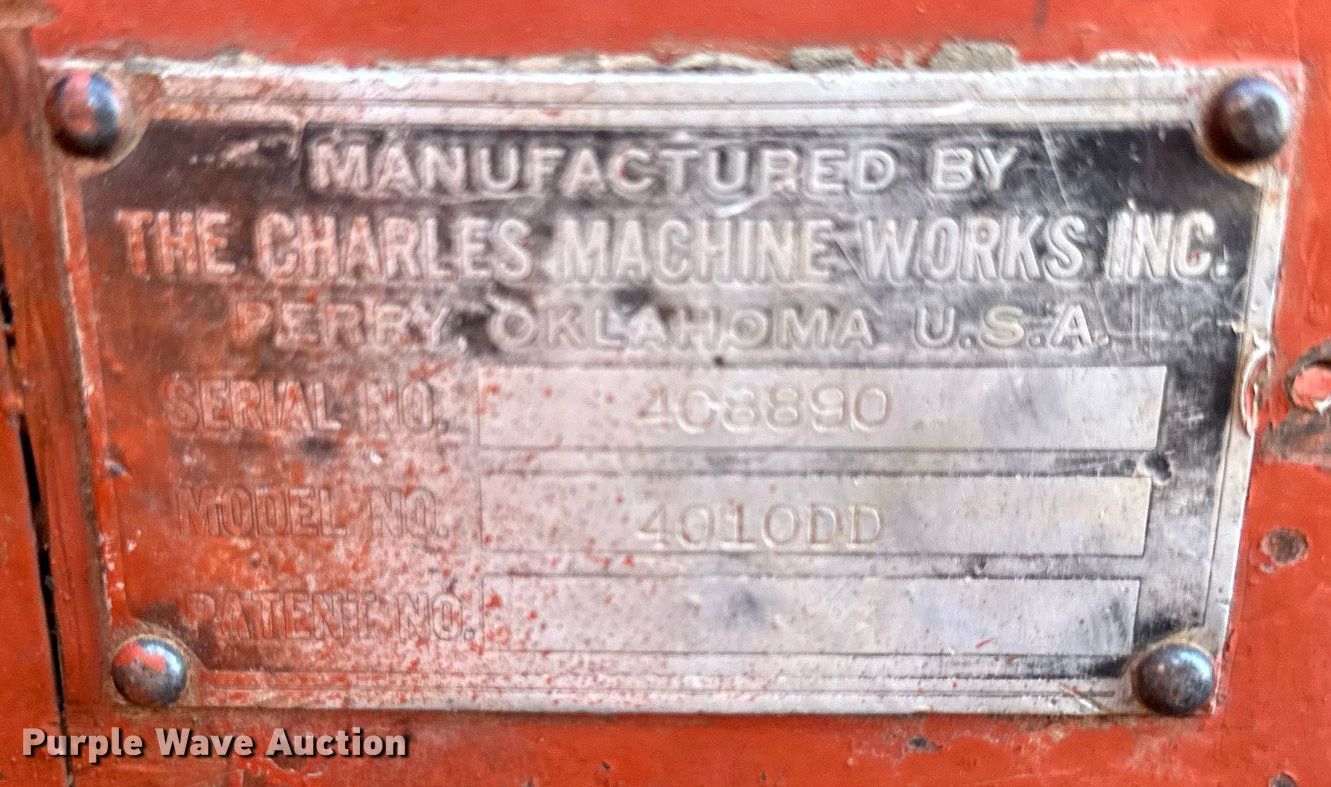 MANUFACTURED BY
THE CHARLES MACHINE WORKS INC.
PERRY, OKLAHOMA U.S.A.
SERIAL NO. 4C8890
MODEL NO. 4010DD
PATENT NO.
Purple Wave Auction